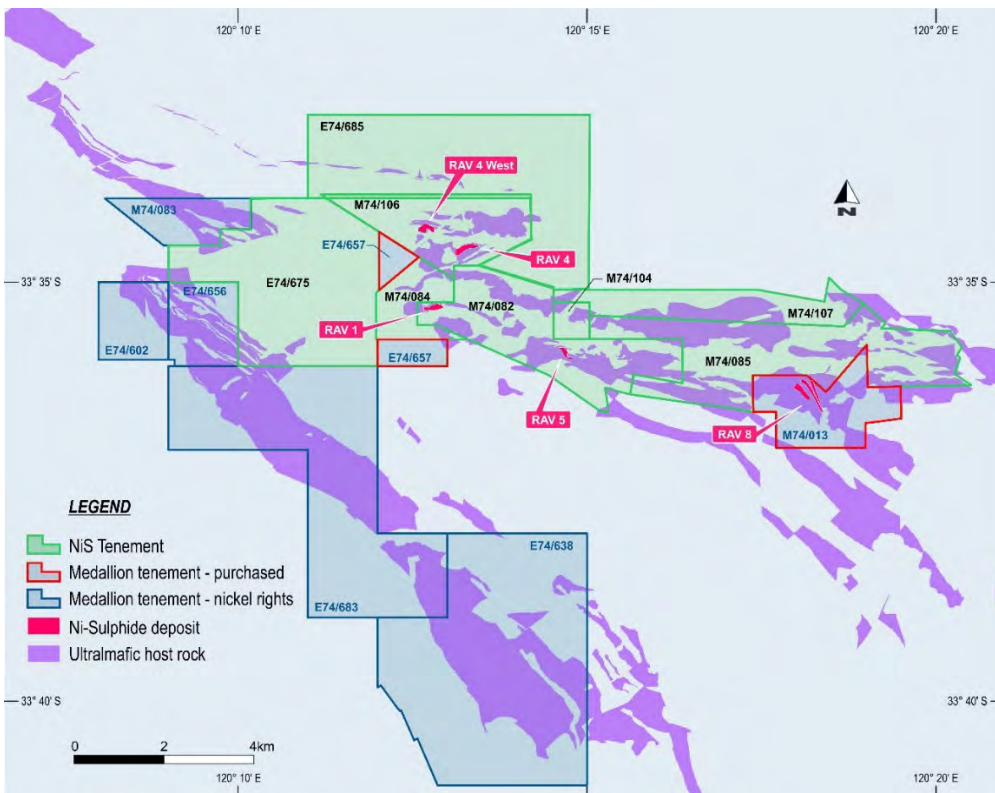 120° 10' E
120° 15' E
120° 20' E
E74/685
RAV 4 West
M74/083
M74/106
E74/657
RAV 4
N
33° 35' S
E74/656
E74/675
M74/084
M74/082
M74/104
33° 35' S
M74/107
RAV 1
E74/602
E74/657
M74/085
RAV 5
RAV 8
M74/013
LEGEND
NiS Tenement
Medallion tenement - purchased
Medallion tenement - nickel rights
Ni-Sulphide deposit
Ultralmafic host rock
E74/638
E74/683
33° 40' S
33° 40' S
0 2 4km
120° 10' E
120° 20' E